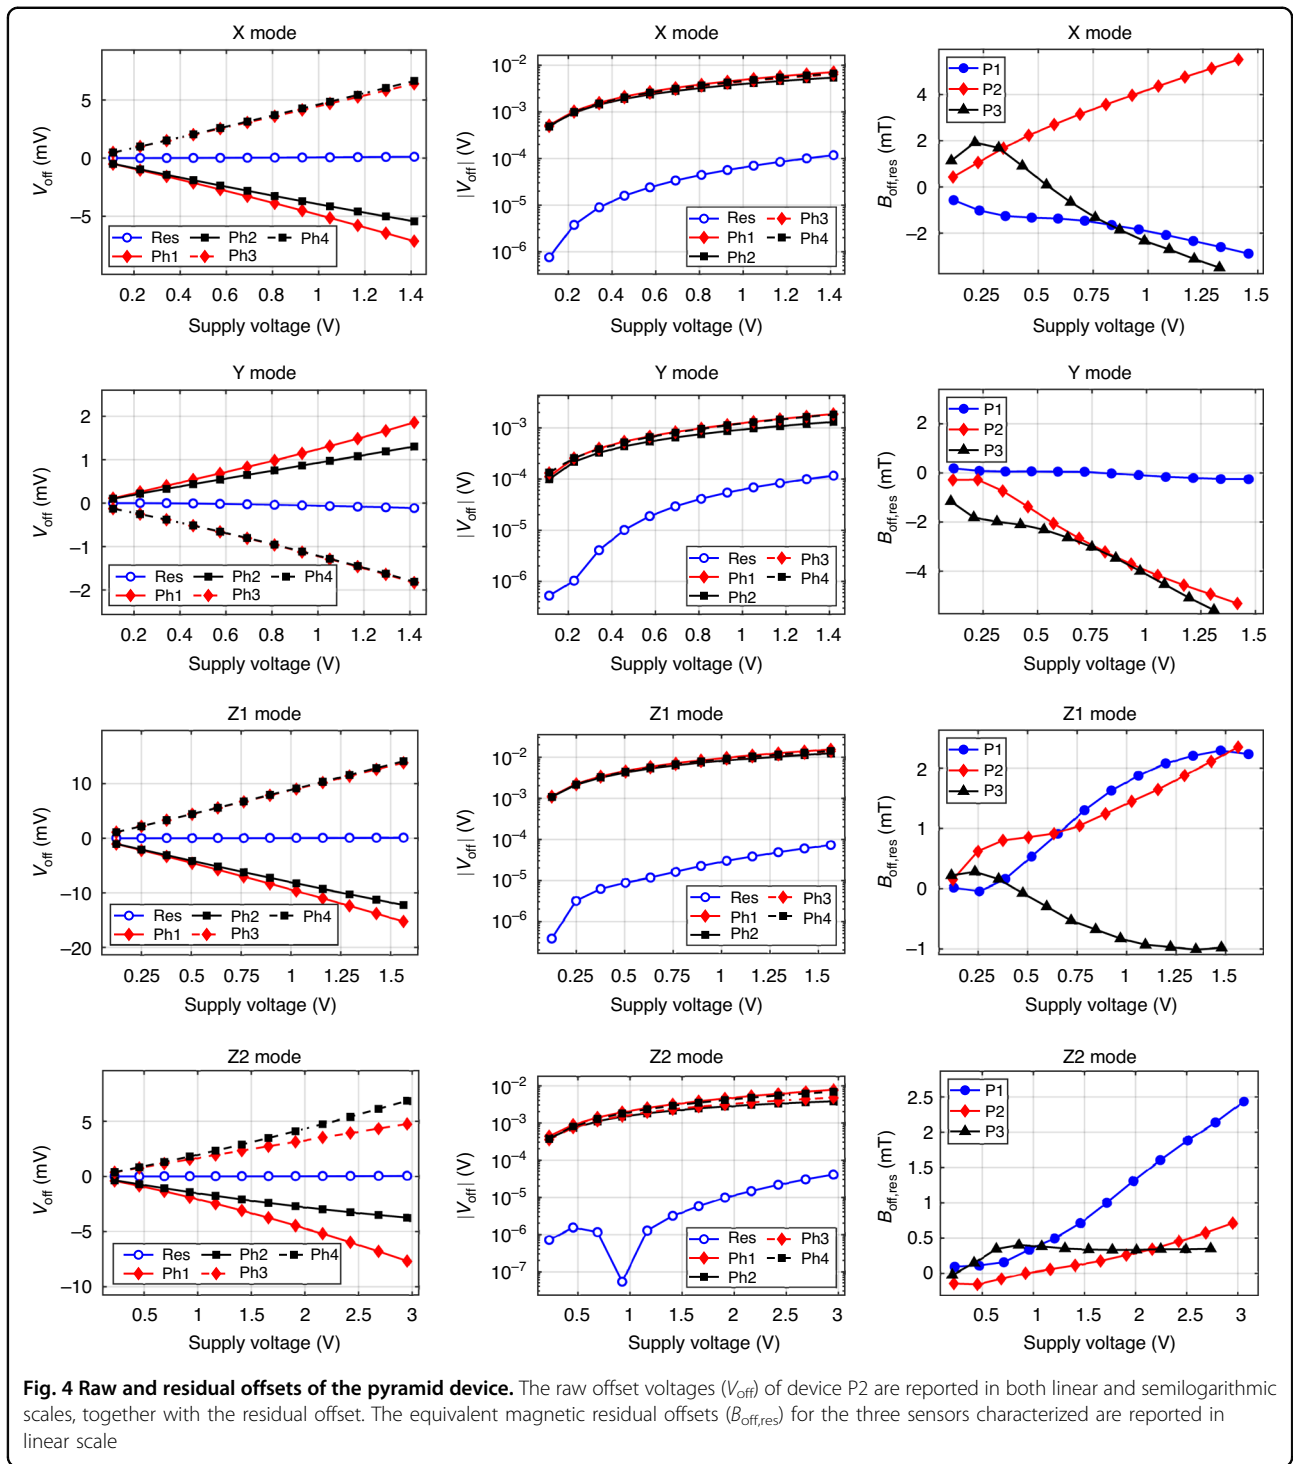 X mode
V_off (mV)
5
0
−5
Res Ph2 Ph4
Ph1 Ph3
0.2 0.4 0.6 0.8 1 1.2 1.4
Supply voltage (V)
X mode
|V_off| (V)
10⁻²
10⁻³
10⁻⁴
10⁻⁵
10⁻⁶
Res Ph3
Ph1 Ph4
Ph2
0.2 0.4 0.6 0.8 1 1.2 1.4
Supply voltage (V)
X mode
B_off,res (mT)
4
2
0
−2
P1
P2
P3
0.25 0.5 0.75 1 1.25 1.5
Supply voltage (V)
Y mode
V_off (mV)
2
1
0
−1
−2
Res Ph2 Ph4
Ph1 Ph3
0.2 0.4 0.6 0.8 1 1.2 1.4
Supply voltage (V)
Y mode
|V_off| (V)
10⁻³
10⁻⁴
10⁻⁵
10⁻⁶
Res Ph3
Ph1 Ph4
Ph2
0.2 0.4 0.6 0.8 1 1.2 1.4
Supply voltage (V)
Y mode
B_off,res (mT)
2
0
−2
−4
P1
P2
P3
0.25 0.5 0.75 1 1.25 1.5
Supply voltage (V)
Z1 mode
V_off (mV)
10
0
−10
−20
Res Ph2 Ph4
Ph1 Ph3
0.25 0.5 0.75 1 1.25 1.5
Supply voltage (V)
Z1 mode
|V_off| (V)
10⁻²
10⁻³
10⁻⁴
10⁻⁵
10⁻⁶
Res Ph3
Ph1 Ph4
Ph2
0.25 0.5 0.75 1 1.25 1.5
Supply voltage (V)
Z1 mode
B_off,res (mT)
2
1
0
−1
P1
P2
P3
0.25 0.5 0.75 1 1.25 1.5
Supply voltage (V)
Z2 mode
V_off (mV)
5
0
−5
−10
Res Ph2 Ph4
Ph1 Ph3
0.5 1 1.5 2 2.5 3
Supply voltage (V)
Z2 mode
|V_off| (V)
10⁻²
10⁻³
10⁻⁴
10⁻⁵
10⁻⁶
10⁻⁷
Res Ph3
Ph1 Ph4
Ph2
0.5 1 1.5 2 2.5 3
Supply voltage (V)
Z2 mode
B_off,res (mT)
2.5
2
1.5
1
0.5
0
P1
P2
P3
0.5 1 1.5 2 2.5 3
Supply voltage (V)
Fig. 4 Raw and residual offsets of the pyramid device. The raw offset voltages (V_off) of device P2 are reported in both linear and semilogarithmic
scales, together with the residual offset. The equivalent magnetic residual offsets (B_off,res) for the three sensors characterized are reported in
linear scale